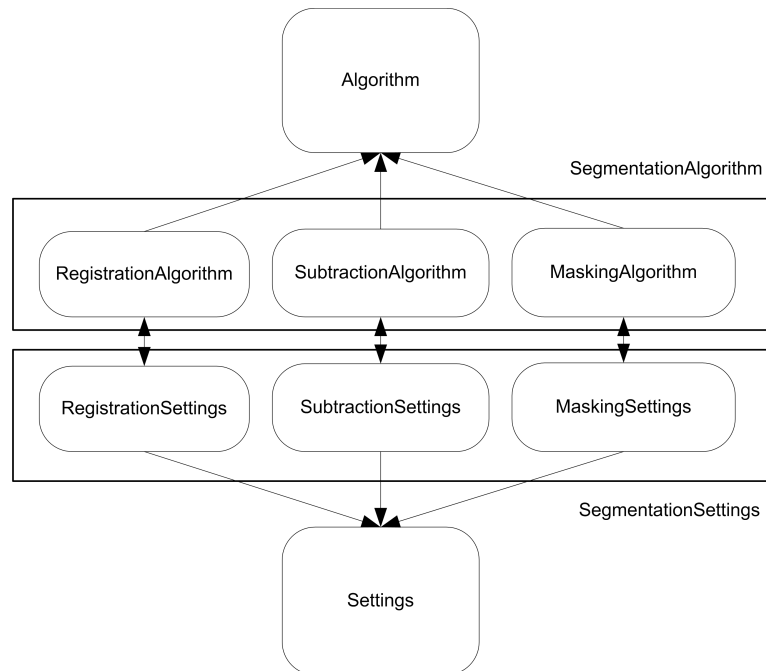 Algorithm
SegmentationAlgorithm
RegistrationAlgorithm
SubtractionAlgorithm
MaskingAlgorithm
RegistrationSettings
SubtractionSettings
MaskingSettings
SegmentationSettings
Settings